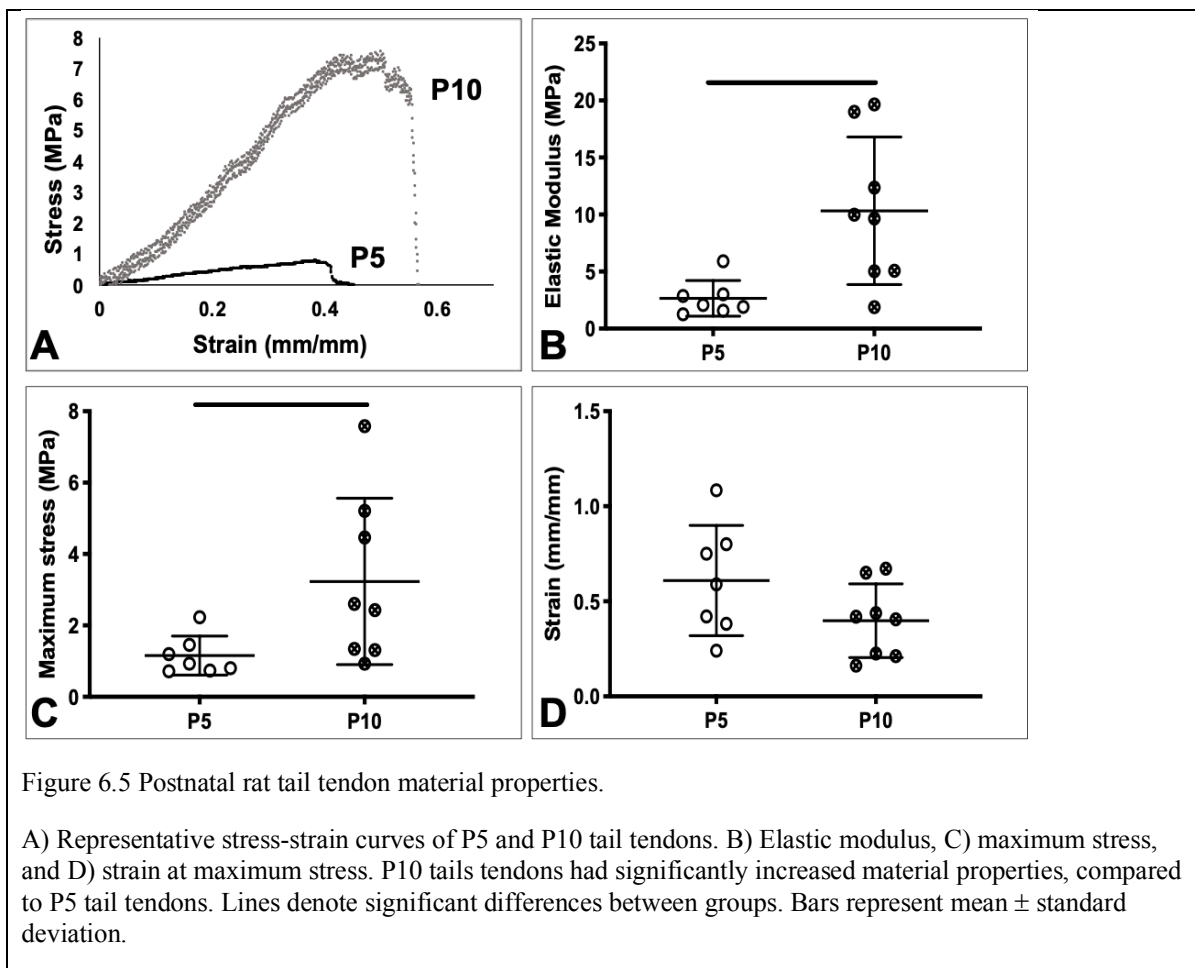 8
7
6
5
4
3
2
1
0
Stress (MPa)
P10
P5
0
0.2
0.4
0.6
Strain (mm/mm)
A
25
20
15
10
5
0
Elastic Modulus (MPa)
P5
P10
B
8
6
4
2
0
Maximum stress (MPa)
P5
P10
C
1.5
1.0
0.5
0.0
Strain (mm/mm)
P5
P10
D
Figure 6.5 Postnatal rat tail tendon material properties.
A) Representative stress-strain curves of P5 and P10 tail tendons. B) Elastic modulus, C) maximum stress,
and D) strain at maximum stress. P10 tails tendons had significantly increased material properties, compared
to P5 tail tendons. Lines denote significant differences between groups. Bars represent mean ± standard
deviation.